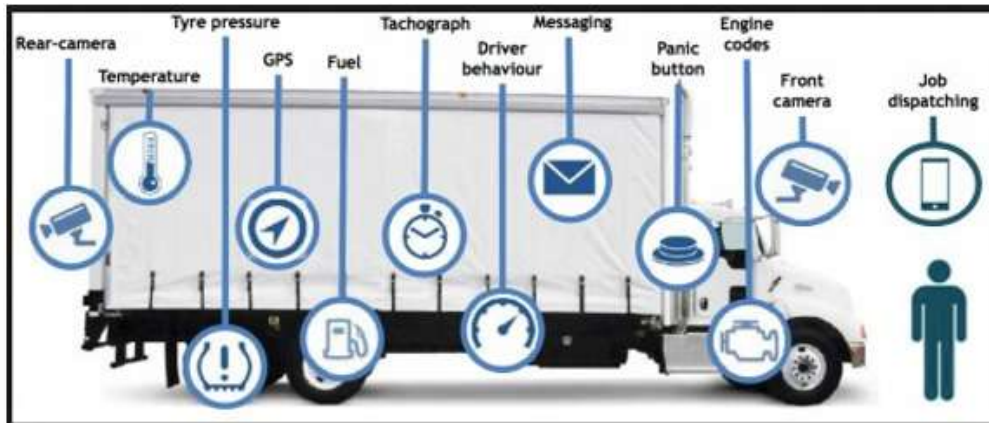 Rear-camera
Temperature
Tyre pressure
GPS
Fuel
Tachograph
Driver
behaviour
Messaging
Panic
button
Engine
codes
Front
camera
Job
dispatching